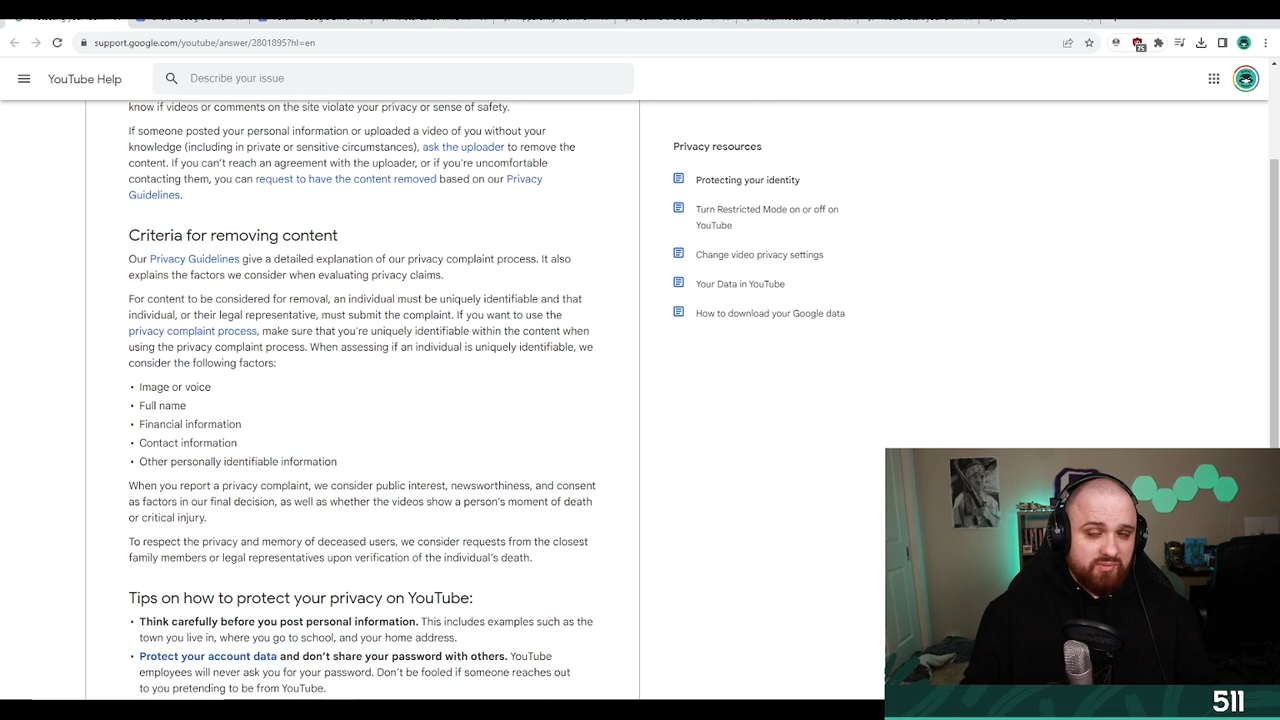 support.google.com/youtube/answer/2801895?hl=en
75
YouTube Help
Describe your issue
know if videos or comments on the site violate your privacy or sense of safety.
If someone posted your personal information or uploaded a video of you without your
knowledge (including in private or sensitive circumstances), ask the uploader to remove the
content. If you can't reach an agreement with the uploader, or if you're uncomfortable
contacting them, you can request to have the content removed based on our Privacy
Guidelines.
Criteria for removing content
Our Privacy Guidelines give a detailed explanation of our privacy complaint process. It also
explains the factors we consider when evaluating privacy claims.
For content to be considered for removal, an individual must be uniquely identifiable and that
individual, or their legal representative, must submit the complaint. If you want to use the
privacy complaint process, make sure that you're uniquely identifiable within the content when
using the privacy complaint process. When assessing if an individual is uniquely identifiable, we
consider the following factors:
• Image or voice
• Full name
• Financial information
• Contact information
• Other personally identifiable information
When you report a privacy complaint, we consider public interest, newsworthiness, and consent
as factors in our final decision, as well as whether the videos show a person's moment of death
or critical injury.
To respect the privacy and memory of deceased users, we consider requests from the closest
family members or legal representatives upon verification of the individual's death.
Tips on how to protect your privacy on YouTube:
• Think carefully before you post personal information. This includes examples such as the
town you live in, where you go to school, and your home address.
• Protect your account data and don't share your password with others. YouTube
employees will never ask you for your password. Don't be fooled if someone reaches out
to you pretending to be from YouTube.
Privacy resources
Protecting your identity
Turn Restricted Mode on or off on
YouTube
Change video privacy settings
Your Data in YouTube
How to download your Google data
511